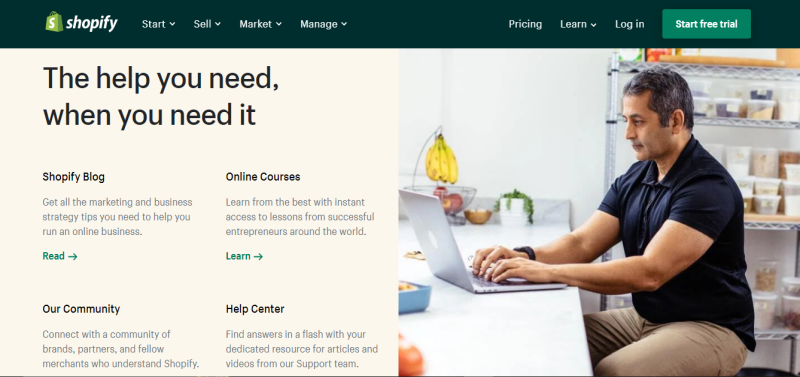 shopify
Start
Sell
Market
Manage
Pricing
Learn
Log in
Start free trial
The help you need,
when you need it
Shopify Blog
Get all the marketing and business
strategy tips you need to help you
run an online business.
Read →
Online Courses
Learn from the best with instant
access to lessons from successful
entrepreneurs around the world.
Learn →
Our Community
Connect with a community of
brands, partners, and fellow
merchants who understand Shopify.
Help Center
Find answers in a flash with your
dedicated resource for articles and
videos from our Support team.